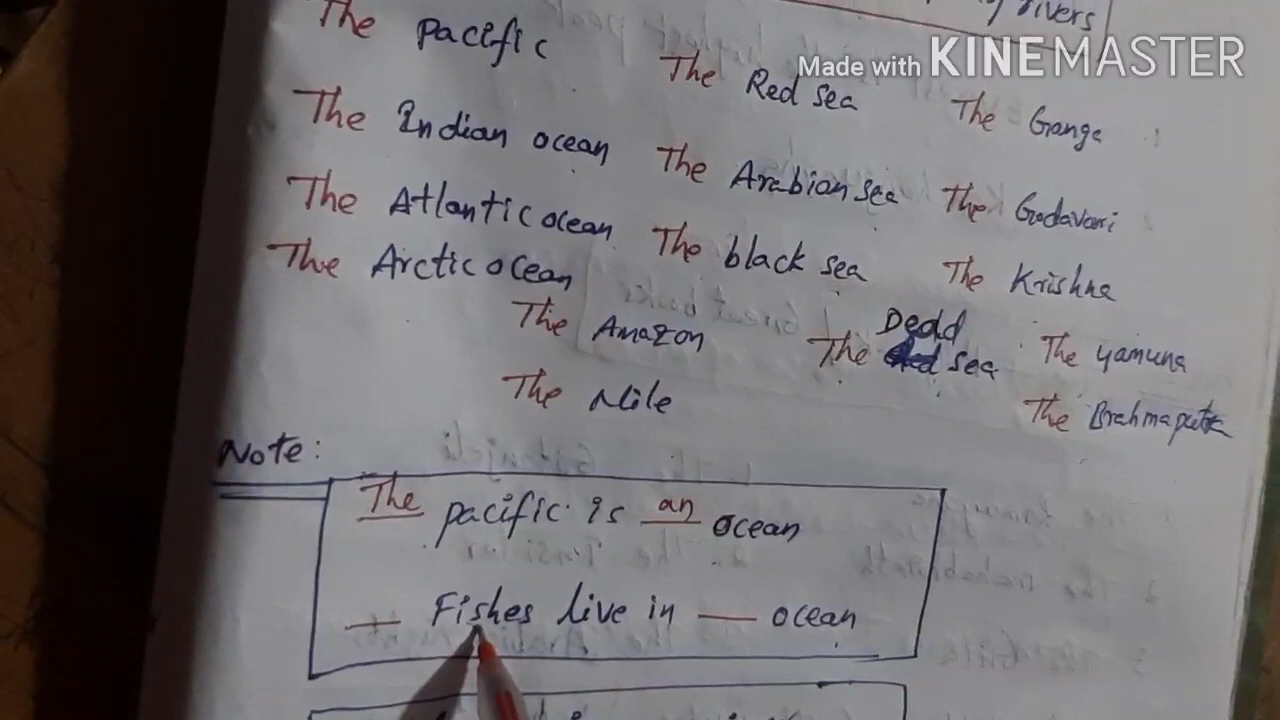 rivers
Made with KINEMASTER
The pacific
The Red sea
The Ganga
The Indian ocean
The Arabian sea
The Godavari
The Atlantic ocean
The black sea
The Krishna
The Arctic ocean
The Amazon
The Dead sea
The yamuna
The Nile
The Brahmaputra
Note:
The pacific is an ocean
Fishes live in ocean